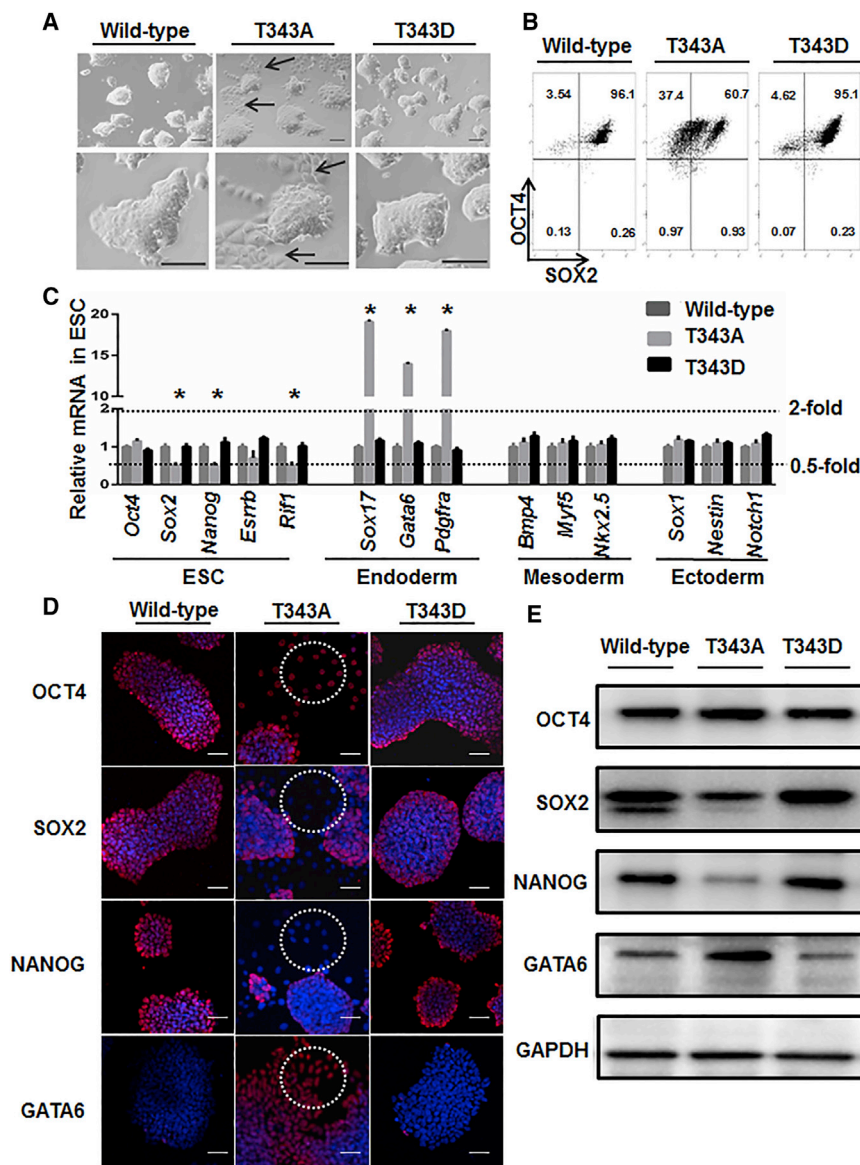 A
Wild-type T343A T343D
B
Wild-type T343A T343D
3.54 96.1 37.4 60.7 4.62 95.1
0.13 0.26 0.97 0.93 0.07 0.23
OCT4
SOX2
C
Relative mRNA in ESC
20
15
10
2
1
0
* * * * * *
Wild-type
T343A
T343D
2-fold
0.5-fold
Oct4 Sox2 Nanog Esrrb Rif1 Sox17 Gata6 Pdgfra Bmp4 Myf5 Nkx2.5 Sox1 Nestin Notch1
ESC Endoderm Mesoderm Ectoderm
D
Wild-type T343A T343D
OCT4
SOX2
NANOG
GATA6
E
Wild-type T343A T343D
OCT4
SOX2
NANOG
GATA6
GAPDH